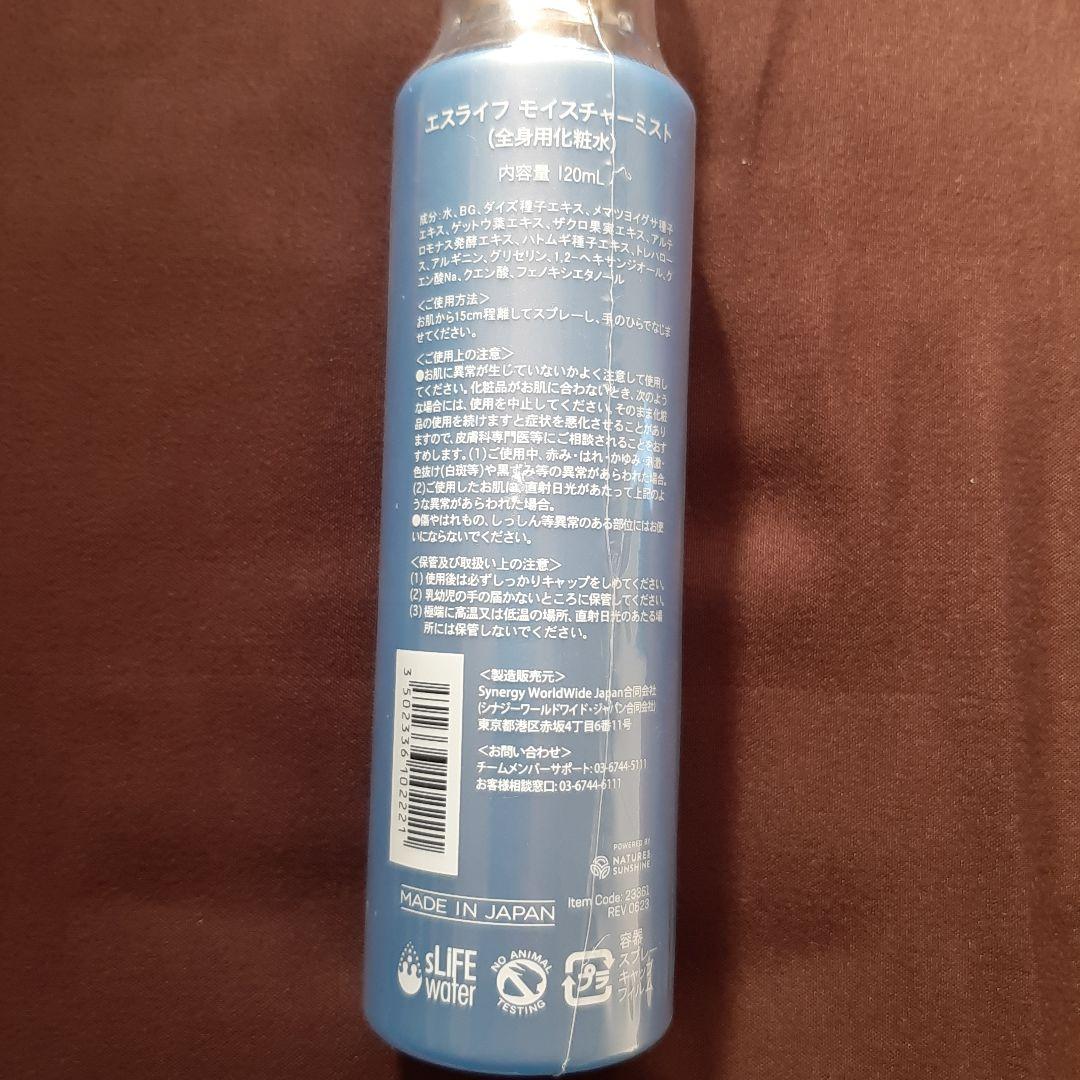 エスライフ モイスチャーミスト
(全身用化粧水)
内容量 120mL
成分:水、BG、ダイズ種子エキス、メマツヨイグサ種子
エキス、ゲットウ葉エキス、ザクロ果実エキス、アルテ
ロモナス発酵エキス、ハトムギ種子エキス、トレハロー
ス、アルギニン、グリセリン、1,2-ヘキサンジオール、ク
エン酸Na、クエン酸、フェノキシエタノール
<ご使用方法>
お肌から15cm程離してスプレーし、手のひらでなじま
せてください。
<ご使用上の注意>
●お肌に異常が生じていないかよく注意して使用し
てください。化粧品がお肌に合わないとき、次のよう
な場合には、使用を中止してください。そのまま化粧
品の使用を続けますと症状を悪化させることがあり
ますので、皮膚科専門医等にご相談されることをおす
すめします。(1)ご使用中、赤み・はれ・かゆみ・刺激・
色抜け(白斑等)や黒ずみ等の異常があらわれた場合。
(2)ご使用したお肌に、直射日光があたって上記のよ
うな異常があらわれた場合。
●傷やはれもの、しっしん等異常のある部位にはお使
いにならないでください。
<保管及び取扱い上の注意>
(1) 使用後は必ずしっかりキャップをしめてください。
(2) 乳幼児の手の届かないところに保管してください。
(3) 極端に高温又は低温の場所、直射日光のあたる場
所には保管しないでください。
3 502336 102221
<製造販売元>
Synergy WorldWide Japan合同会社
(シナジーワールドワイド・ジャパン合同会社)
東京都港区赤坂4丁目6番11号
<お問い合わせ>
チームメンバーサポート: 03-6744-5111
お客様相談窓口: 03-6744-6111
POWERED BY
NATURE'S
SUNSHINE
Item Code: 23361
REV 0623
MADE IN JAPAN
sLIFE
water
NO ANIMAL
TESTING
プラ
容器
スプレー
キャップ
フィルム